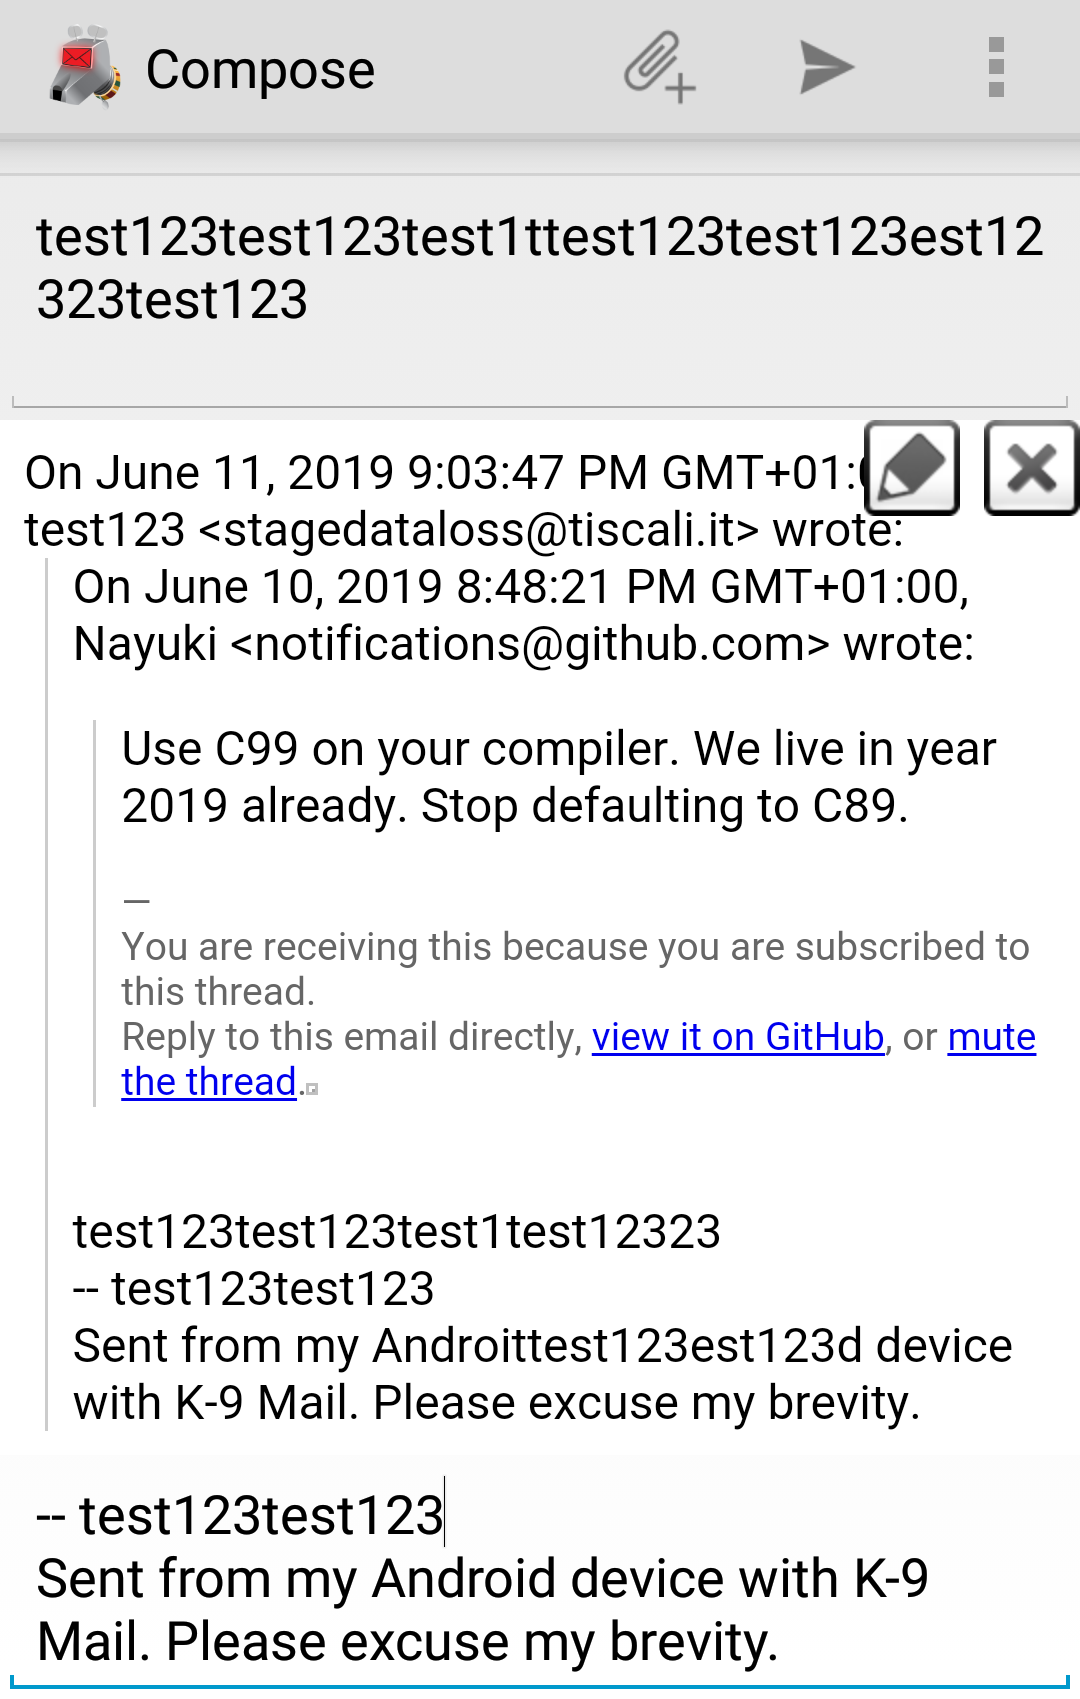 Compose
test123test123test1ttest123test123est12
323test123
On June 11, 2019 9:03:47 PM GMT+01:
test123 <stagedataloss@tiscali.it> wrote:
On June 10, 2019 8:48:21 PM GMT+01:00,
Nayuki <notifications@github.com> wrote:
Use C99 on your compiler. We live in year
2019 already. Stop defaulting to C89.
—
You are receiving this because you are subscribed to
this thread.
Reply to this email directly, view it on GitHub, or mute
the thread.
test123test123test1test12323
-- test123test123
Sent from my Androittest123est123d device
with K-9 Mail. Please excuse my brevity.
-- test123test123
Sent from my Android device with K-9
Mail. Please excuse my brevity.